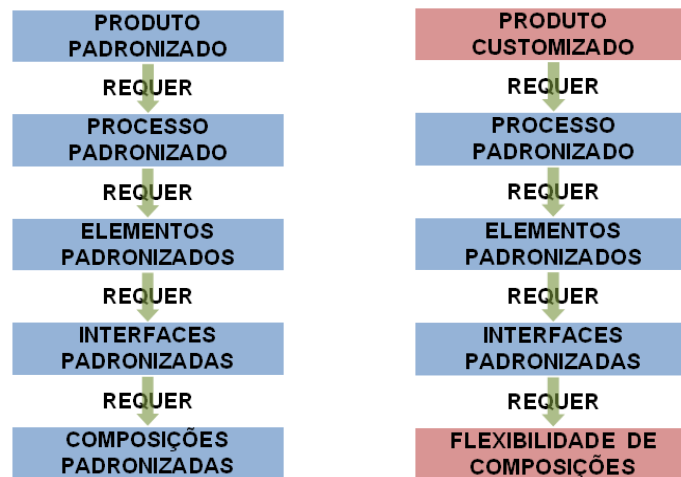 PRODUTO
PADRONIZADO
REQUER
PROCESSO
PADRONIZADO
REQUER
ELEMENTOS
PADRONIZADOS
REQUER
INTERFACES
PADRONIZADAS
REQUER
COMPOSIÇÕES
PADRONIZADAS
PRODUTO
CUSTOMIZADO
REQUER
PROCESSO
PADRONIZADO
REQUER
ELEMENTOS
PADRONIZADOS
REQUER
INTERFACES
PADRONIZADAS
REQUER
FLEXIBILIDADE DE
COMPOSIÇÕES